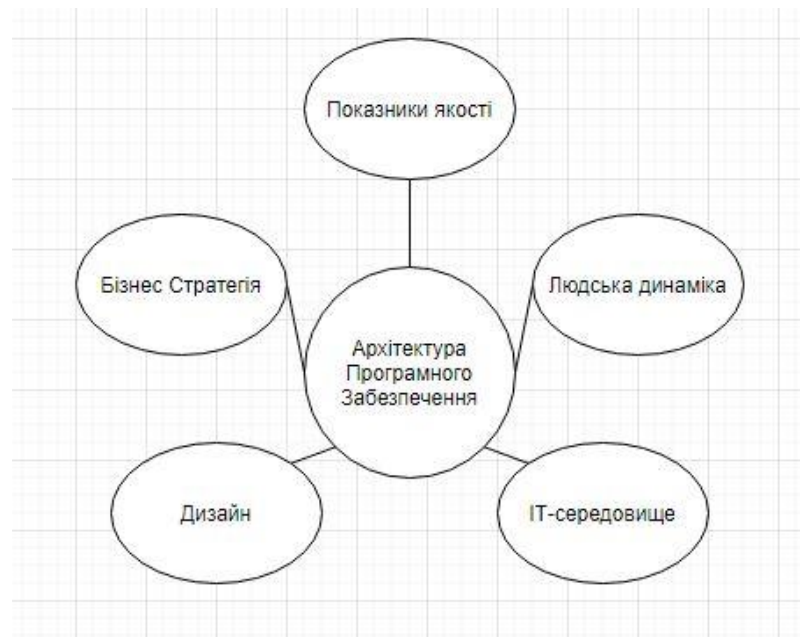 Показники якості
Бізнес Стратегія
Людська динаміка
Архітектура
Програмного
Забезпечення
Дизайн
ІТ-середовище